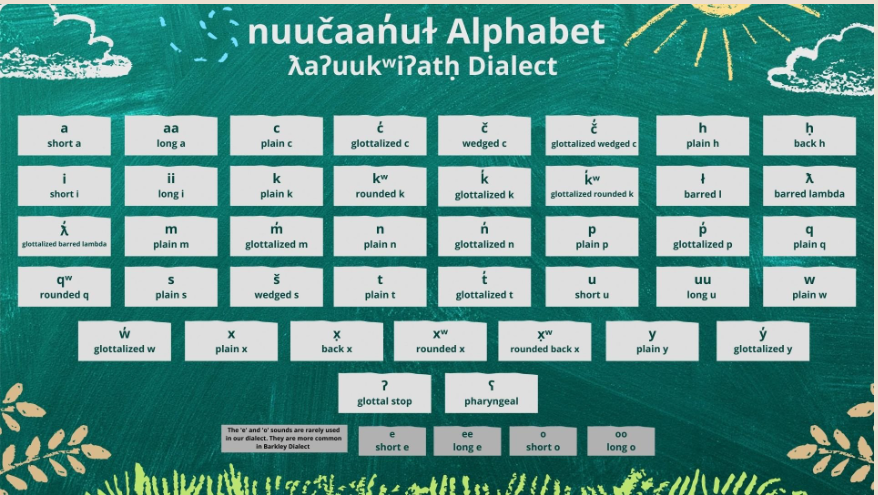 nuučaan̓uł Alphabet
ƛaʔuukʷiʔatḥ Dialect
a aa c c̓ č č̓ h ḥ
short a long a plain c glottalized c wedged c glottalized wedged c plain h back h
i ii k kʷ k̓ k̓ʷ ł ƛ
short i long i plain k rounded k glottalized k glottalized rounded k barred l barred lambda
ƛ̓ m m̓ n n̓ p p̓ q
glottalized barred lambda plain m glottalized m plain n glottalized n plain p glottalized p plain q
qʷ s š t t̓ u uu w
rounded q plain s wedged s plain t glottalized t short u long u plain w
w̓ x x̣ xʷ x̣ʷ y y̓
glottalized w plain x back x rounded x rounded back x plain y glottalized y
ʔ ʕ
glottal stop pharyngeal
The 'e' and 'o' sounds are rarely used
in our dialect. They are more common
in Barkley Dialect
e ee o oo
short e long e short o long o